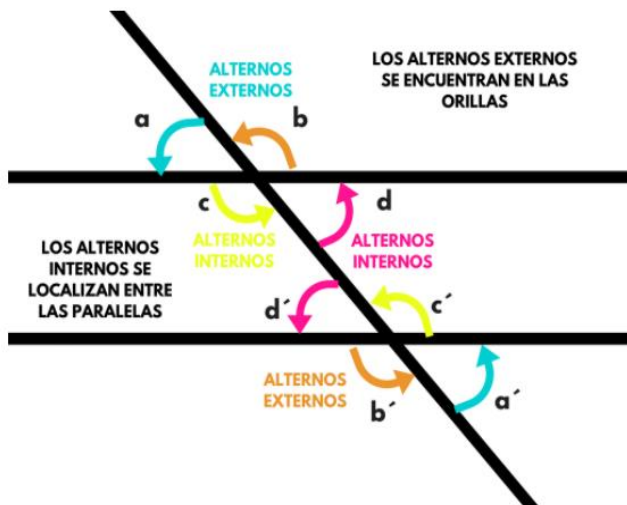 LOS ALTERNOS EXTERNOS
SE ENCUENTRAN EN LAS
ORILLAS
ALTERNOS
EXTERNOS
a
b
c
d
ALTERNOS
INTERNOS
ALTERNOS
INTERNOS
LOS ALTERNOS
INTERNOS SE
LOCALIZAN ENTRE
LAS PARALELAS
d´
c´
ALTERNOS
EXTERNOS
b´
a´